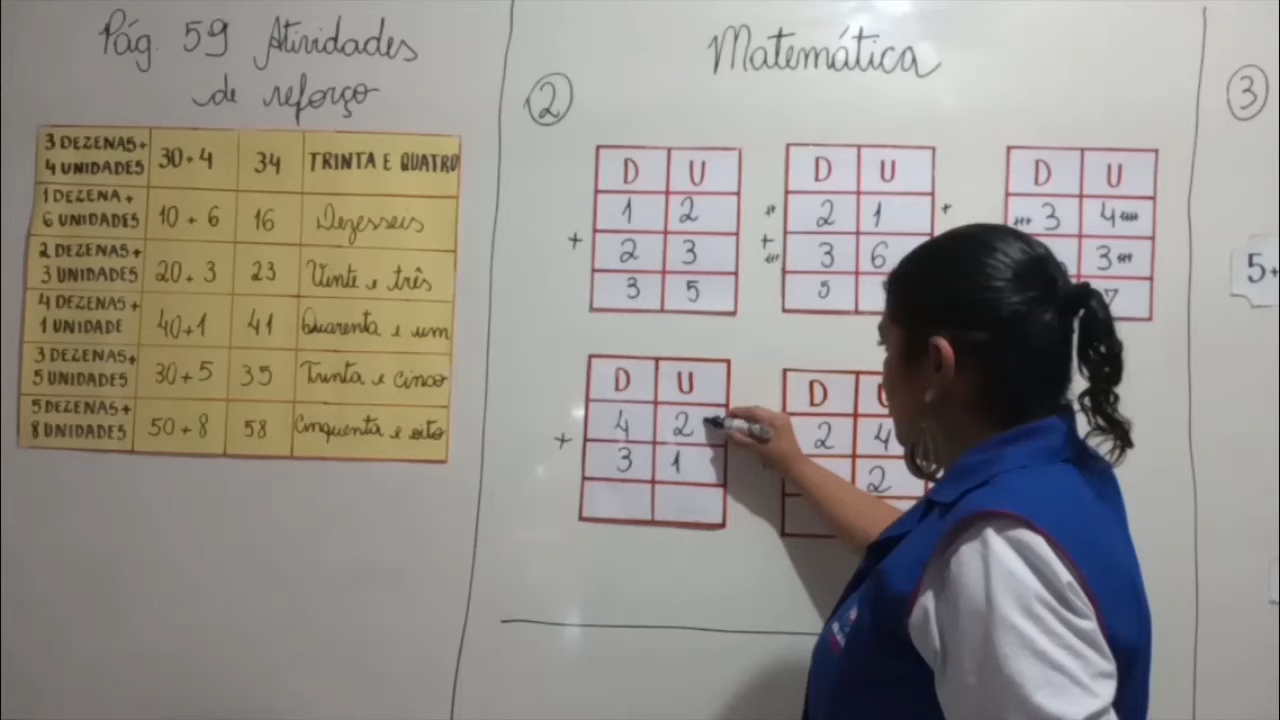 Pág. 59 Atividades
de reforço
3 DEZENAS+
4 UNIDADES
30+4
34
TRINTA E QUATRO
1 DEZENA+
6 UNIDADES
10+6
16
Dezesseis
2 DEZENAS+
3 UNIDADES
20+3
23
Vinte e três
4 DEZENAS+
1 UNIDADE
40+1
41
Quarenta e um
3 DEZENAS+
5 UNIDADES
30+5
35
Trinta e cinco
5 DEZENAS+
8 UNIDADES
50+8
58
Cinquenta e oito
Matemática
2
D U
1 2
+ 2 3
3 5
D U
2 1
+ 3 6
5
D U
3 4
+ 3
7
D U
4 2
+ 3 1
D U
2 4
2
3
5+